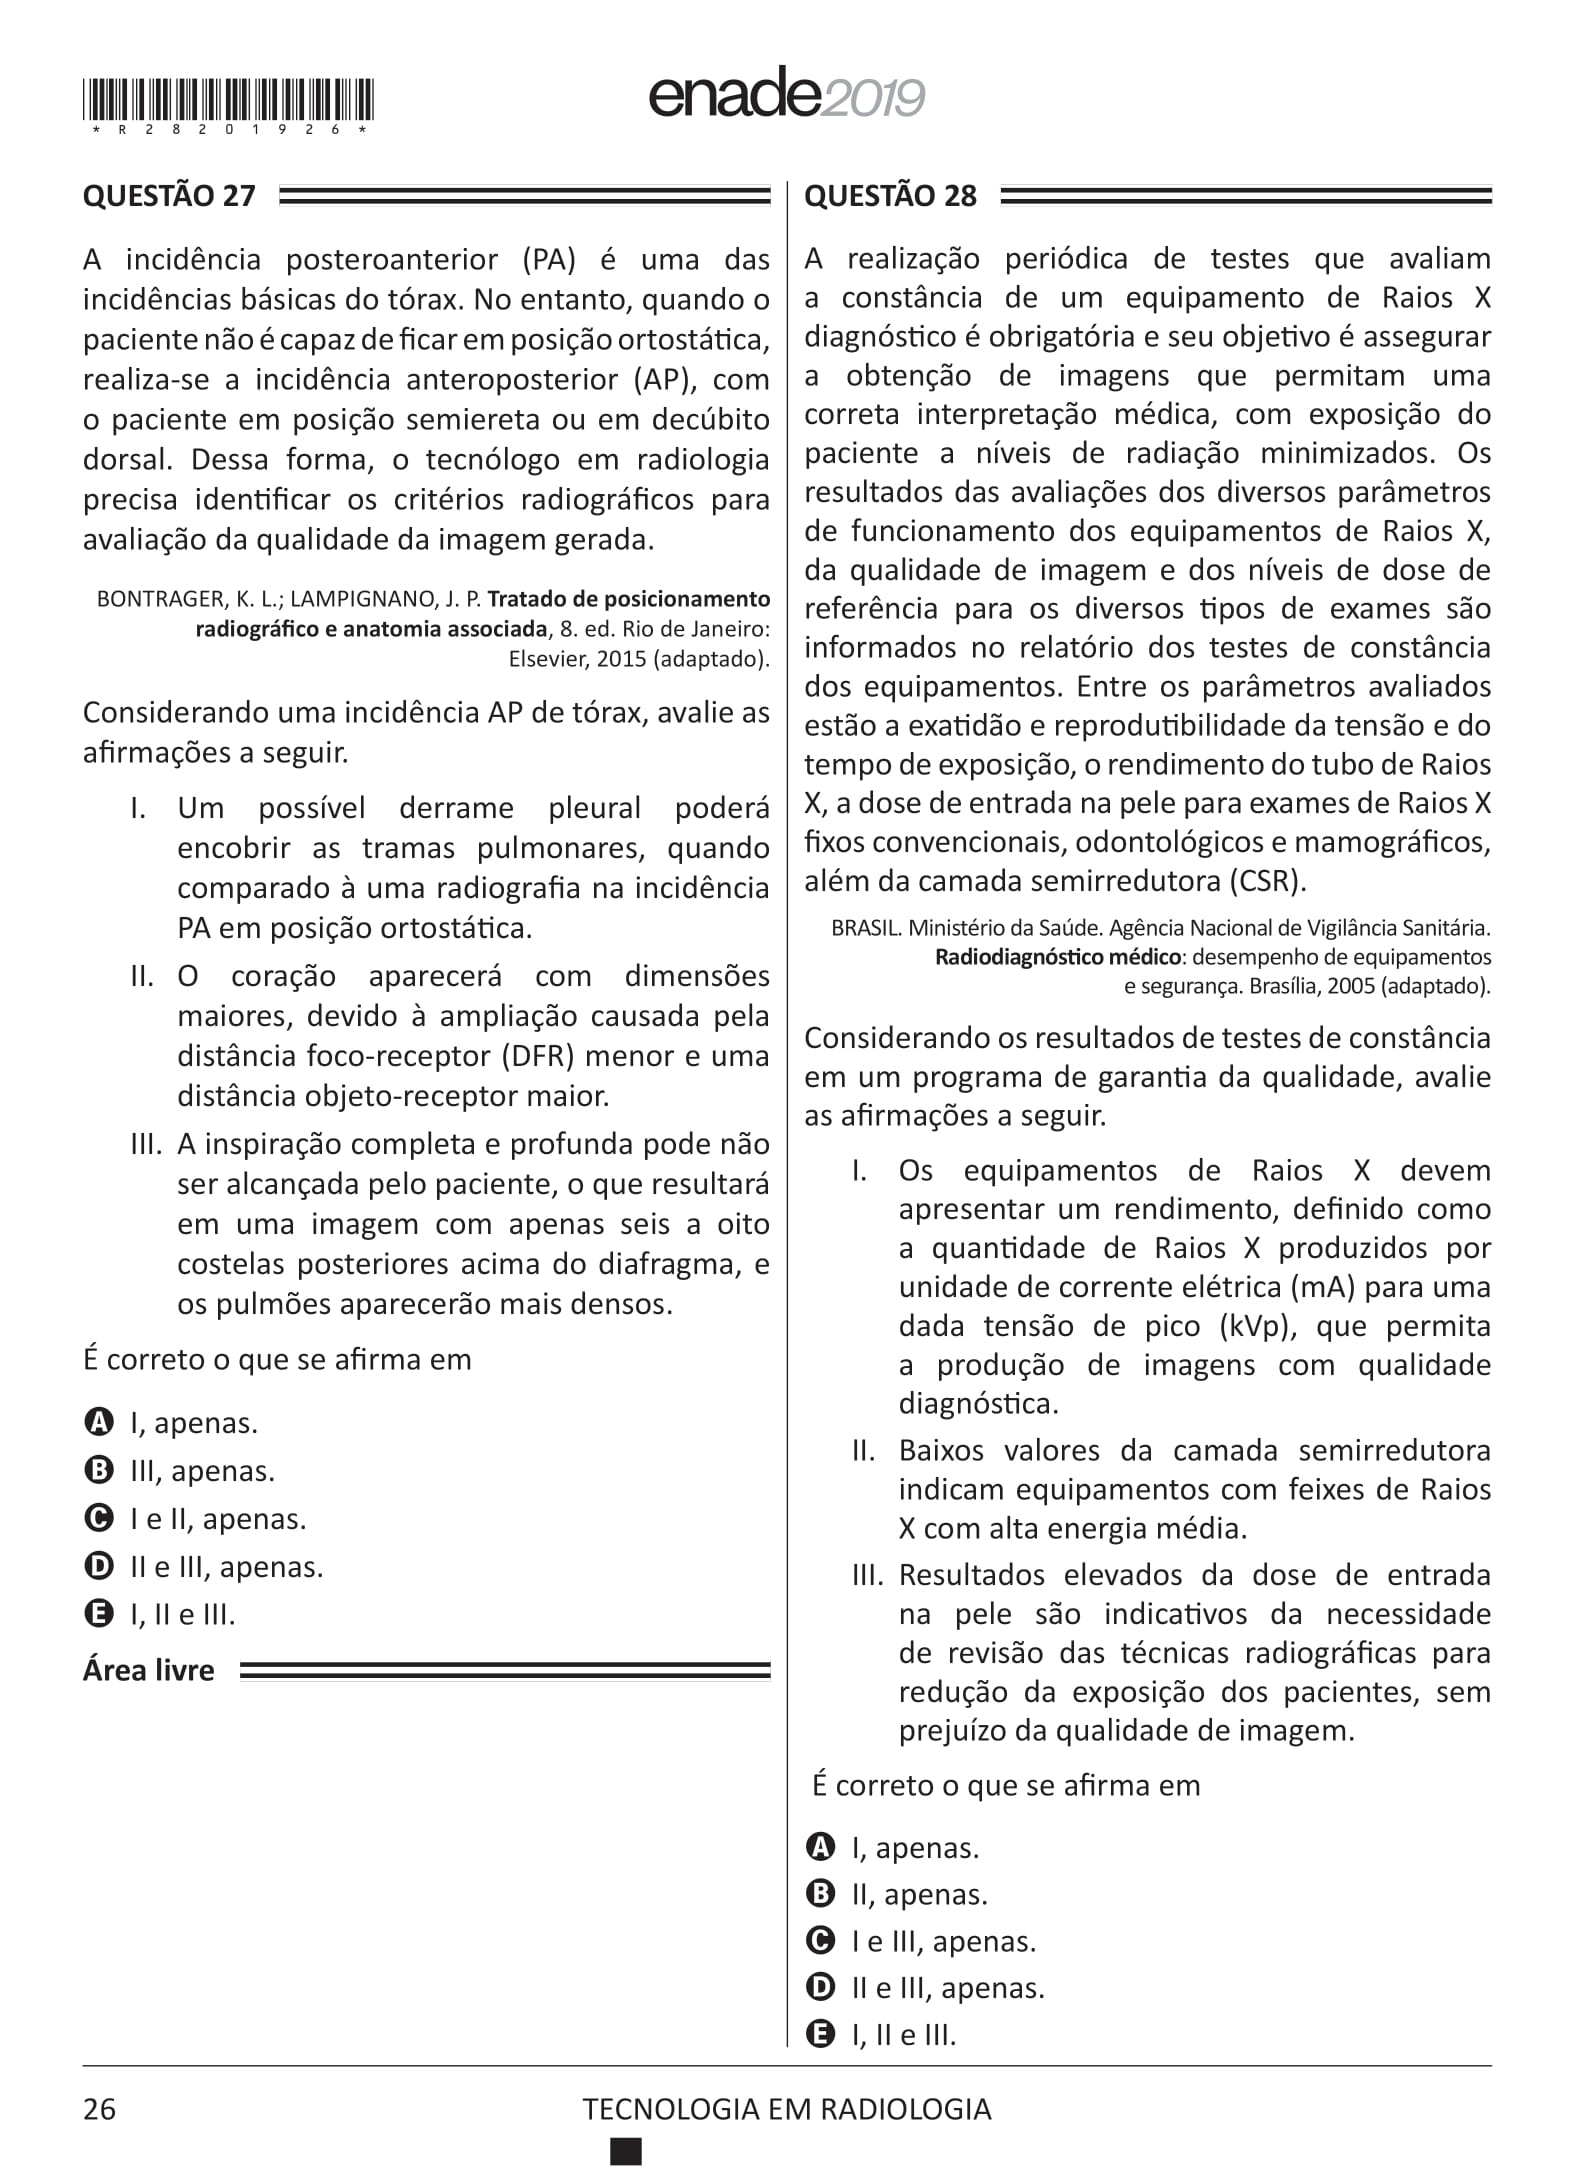 *R28201926*
enade2019
QUESTÃO 27
A incidência posteroanterior (PA) é uma das
incidências básicas do tórax. No entanto, quando o
paciente não é capaz de ficar em posição ortostática,
realiza-se a incidência anteroposterior (AP), com
o paciente em posição semiereta ou em decúbito
dorsal. Dessa forma, o tecnólogo em radiologia
precisa identificar os critérios radiográficos para
avaliação da qualidade da imagem gerada.
BONTRAGER, K. L.; LAMPIGNANO, J. P. Tratado de posicionamento
radiográfico e anatomia associada, 8. ed. Rio de Janeiro:
Elsevier, 2015 (adaptado).
Considerando uma incidência AP de tórax, avalie as
afirmações a seguir.
I. Um possível derrame pleural poderá
encobrir as tramas pulmonares, quando
comparado à uma radiografia na incidência
PA em posição ortostática.
II. O coração aparecerá com dimensões
maiores, devido à ampliação causada pela
distância foco-receptor (DFR) menor e uma
distância objeto-receptor maior.
III. A inspiração completa e profunda pode não
ser alcançada pelo paciente, o que resultará
em uma imagem com apenas seis a oito
costelas posteriores acima do diafragma, e
os pulmões aparecerão mais densos.
É correto o que se afirma em
A I, apenas.
B III, apenas.
C I e II, apenas.
D II e III, apenas.
E I, II e III.
Área livre
QUESTÃO 28
A realização periódica de testes que avaliam
a constância de um equipamento de Raios X
diagnóstico é obrigatória e seu objetivo é assegurar
a obtenção de imagens que permitam uma
correta interpretação médica, com exposição do
paciente a níveis de radiação minimizados. Os
resultados das avaliações dos diversos parâmetros
de funcionamento dos equipamentos de Raios X,
da qualidade de imagem e dos níveis de dose de
referência para os diversos tipos de exames são
informados no relatório dos testes de constância
dos equipamentos. Entre os parâmetros avaliados
estão a exatidão e reprodutibilidade da tensão e do
tempo de exposição, o rendimento do tubo de Raios
X, a dose de entrada na pele para exames de Raios X
fixos convencionais, odontológicos e mamográficos,
além da camada semirredutora (CSR).
BRASIL. Ministério da Saúde. Agência Nacional de Vigilância Sanitária.
Radiodiagnóstico médico: desempenho de equipamentos
e segurança. Brasília, 2005 (adaptado).
Considerando os resultados de testes de constância
em um programa de garantia da qualidade, avalie
as afirmações a seguir.
I. Os equipamentos de Raios X devem
apresentar um rendimento, definido como
a quantidade de Raios X produzidos por
unidade de corrente elétrica (mA) para uma
dada tensão de pico (kVp), que permita
a produção de imagens com qualidade
diagnóstica.
II. Baixos valores da camada semirredutora
indicam equipamentos com feixes de Raios
X com alta energia média.
III. Resultados elevados da dose de entrada
na pele são indicativos da necessidade
de revisão das técnicas radiográficas para
redução da exposição dos pacientes, sem
prejuízo da qualidade de imagem.
É correto o que se afirma em
A I, apenas.
B II, apenas.
C I e III, apenas.
D II e III, apenas.
E I, II e III.
26
TECNOLOGIA EM RADIOLOGIA